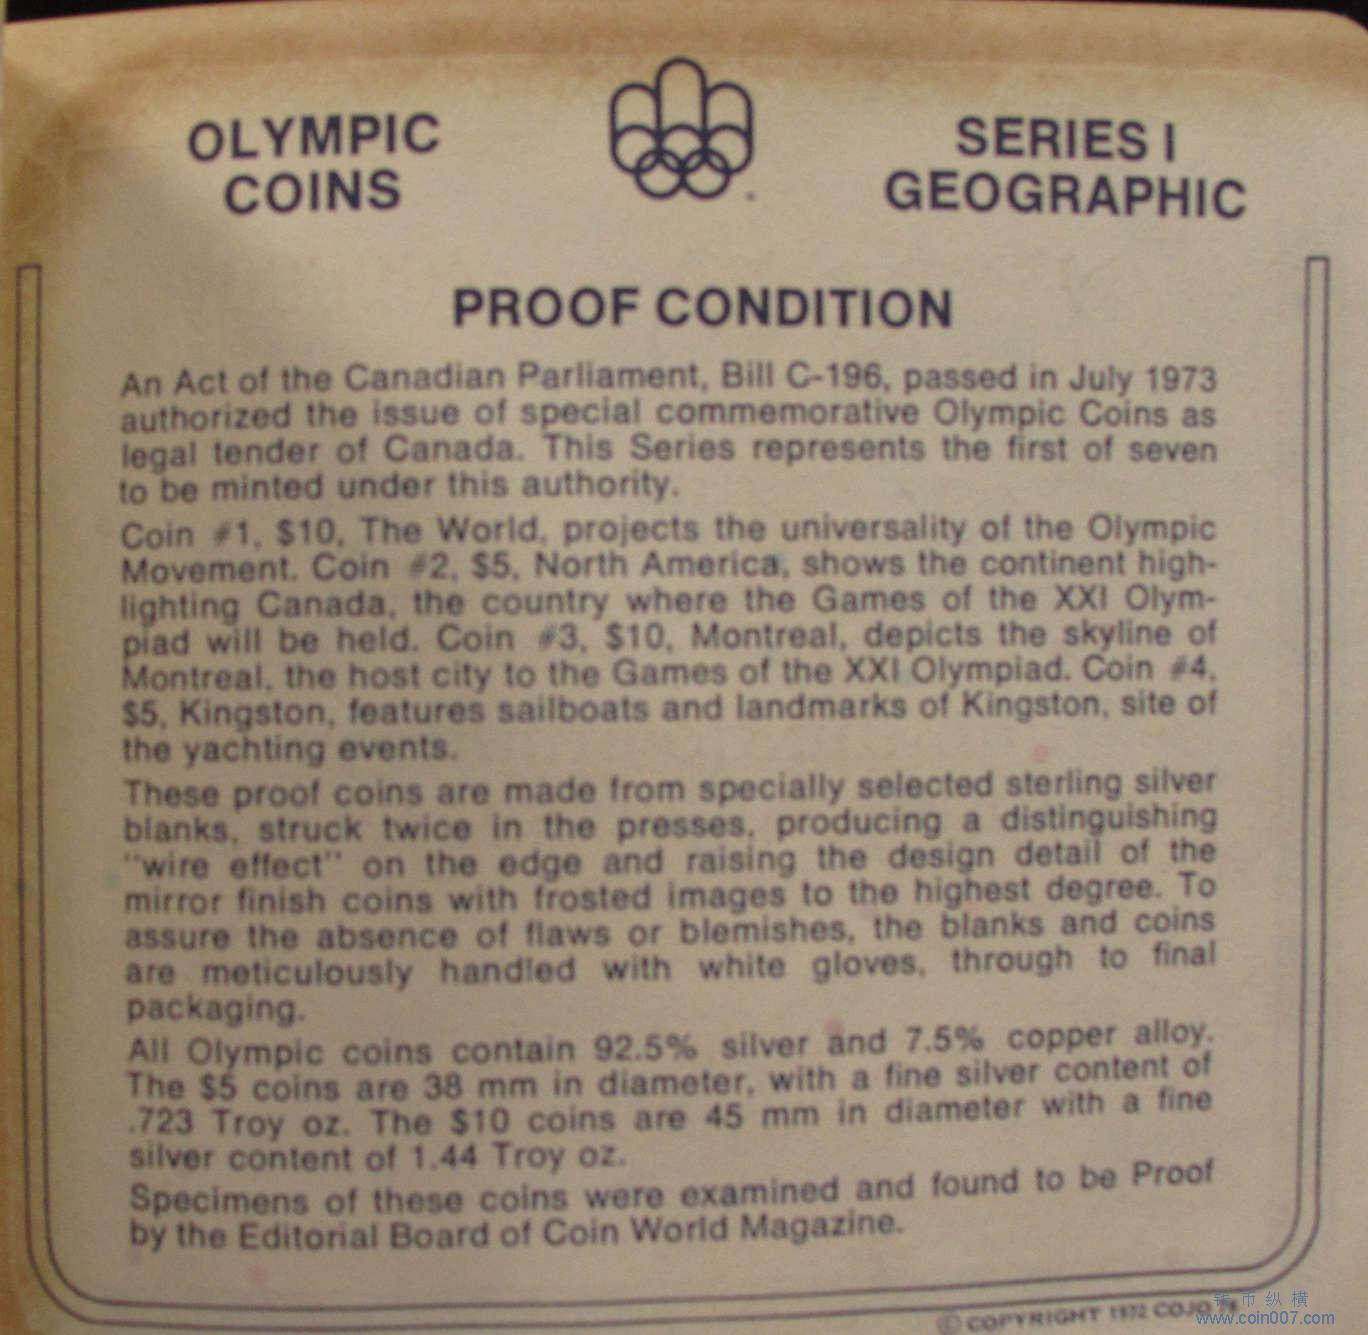 OLYMPIC
COINS
SERIES I
GEOGRAPHIC
PROOF CONDITION
An Act of the Canadian Parliament, Bill C-196, passed in July 1973
authorized the issue of special commemorative Olympic Coins as
legal tender of Canada. This Series represents the first of seven
to be minted under this authority.
Coin #1, $10, The World, projects the universality of the Olympic
Movement. Coin #2, $5, North America, shows the continent high-
lighting Canada, the country where the Games of the XXI Olym-
piad will be held. Coin #3, $10, Montreal, depicts the skyline of
Montreal, the host city to the Games of the XXI Olympiad. Coin #4,
$5, Kingston, features sailboats and landmarks of Kingston, site of
the yachting events.
These proof coins are made from specially selected sterling silver
blanks, struck twice in the presses, producing a distinguishing
"wire effect" on the edge and raising the design detail of the
mirror finish coins with frosted images to the highest degree. To
assure the absence of flaws or blemishes, the blanks and coins
are meticulously handled with white gloves, through to final
packaging.
All Olympic coins contain 92.5% silver and 7.5% copper alloy.
The $5 coins are 38 mm in diameter, with a fine silver content of
.723 Troy oz. The $10 coins are 45 mm in diameter with a fine
silver content of 1.44 Troy oz.
Specimens of these coins were examined and found to be Proof
by the Editorial Board of Coin World Magazine.
© COPYRIGHT 1972 COJO
币纵横
www.coin007.com